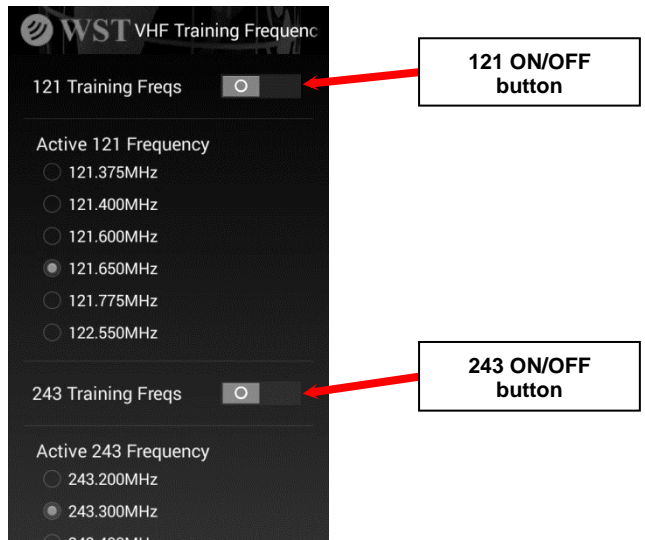 WST VHF Training Frequenc
121 Training Freqs
121 ON/OFF
button
Active 121 Frequency
121.375MHz
121.400MHz
121.600MHz
121.650MHz
121.775MHz
122.550MHz
243 Training Freqs
243 ON/OFF
button
Active 243 Frequency
243.200MHz
243.300MHz